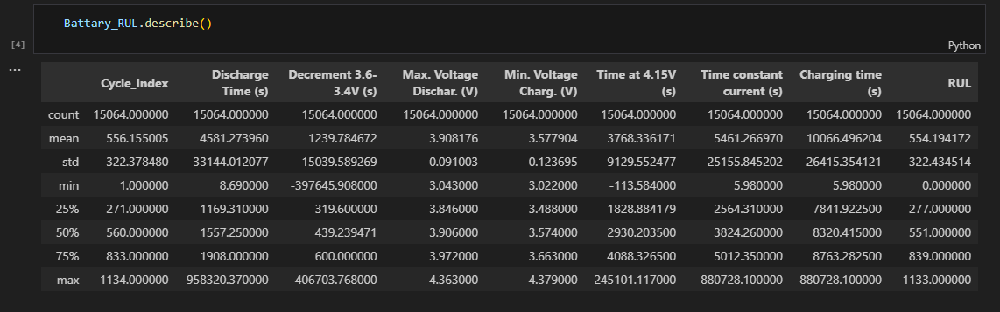 Battary_RUL.describe()
[4]
Python
...
Cycle_Index Discharge Time (s) Decrement 3.6-3.4V (s) Max. Voltage Dischar. (V) Min. Voltage Charg. (V) Time at 4.15V (s) Time constant current (s) Charging time (s) RUL
count 15064.000000 15064.000000 15064.000000 15064.000000 15064.000000 15064.000000 15064.000000 15064.000000 15064.000000
mean 556.155005 4581.273960 1239.784672 3.908176 3.577904 3768.336171 5461.266970 10066.496204 554.194172
std 322.378480 33144.012077 15039.589269 0.091003 0.123695 9129.552477 25155.845202 26415.354121 322.434514
min 1.000000 8.690000 -397645.908000 3.043000 3.022000 -113.584000 5.980000 5.980000 0.000000
25% 271.000000 1169.310000 319.600000 3.846000 3.488000 1828.884179 2564.310000 7841.922500 277.000000
50% 560.000000 1557.250000 439.239471 3.906000 3.574000 2930.203500 3824.260000 8320.415000 551.000000
75% 833.000000 1908.000000 600.000000 3.972000 3.663000 4088.326500 5012.350000 8763.282500 839.000000
max 1134.000000 958320.370000 406703.768000 4.363000 4.379000 245101.117000 880728.100000 880728.100000 1133.000000